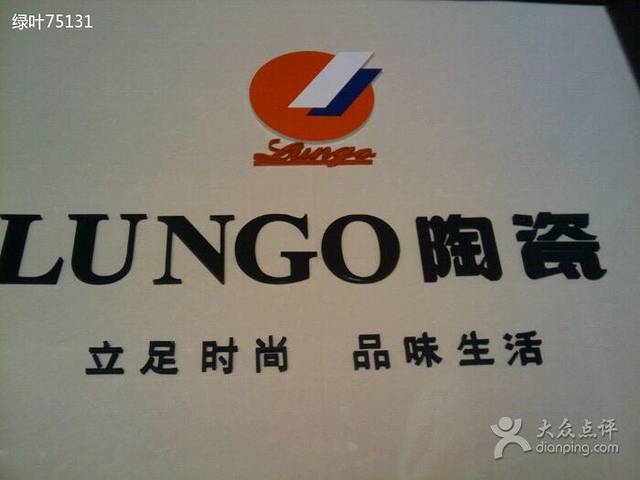 绿叶75131
Lungo
LUNGO陶瓷
立足时尚 品味生活
大众点评
dianping.com